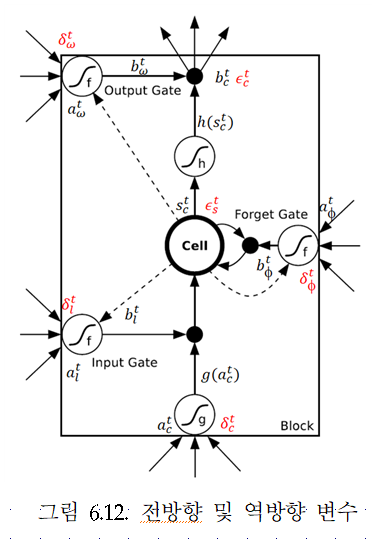 δ_ω^t
b_ω^t
b_c^t ϵ_c^t
f
Output Gate
a_ω^t
h(s_c^t)
h
s_c^t
ϵ_s^t
Forget Gate
a_ϕ^t
Cell
f
b_ϕ^t
δ_ϕ^t
δ_l^t
b_l^t
f
Input Gate
a_l^t
g(a_c^t)
a_c^t
g
δ_c^t
Block
그림 6.12: 전방향 및 역방향 변수